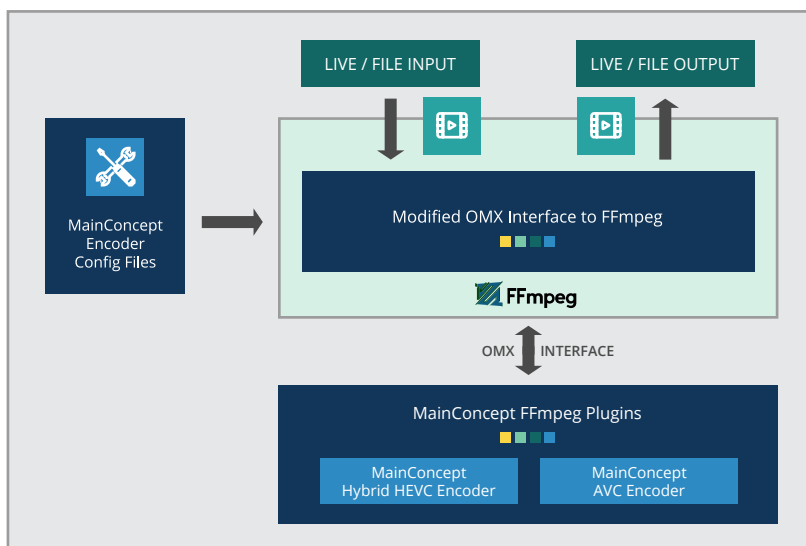 LIVE / FILE INPUT
LIVE / FILE OUTPUT
MainConcept
Encoder
Config Files
Modified OMX Interface to FFmpeg
FFmpeg
OMX INTERFACE
MainConcept FFmpeg Plugins
MainConcept
Hybrid HEVC Encoder
MainConcept
AVC Encoder